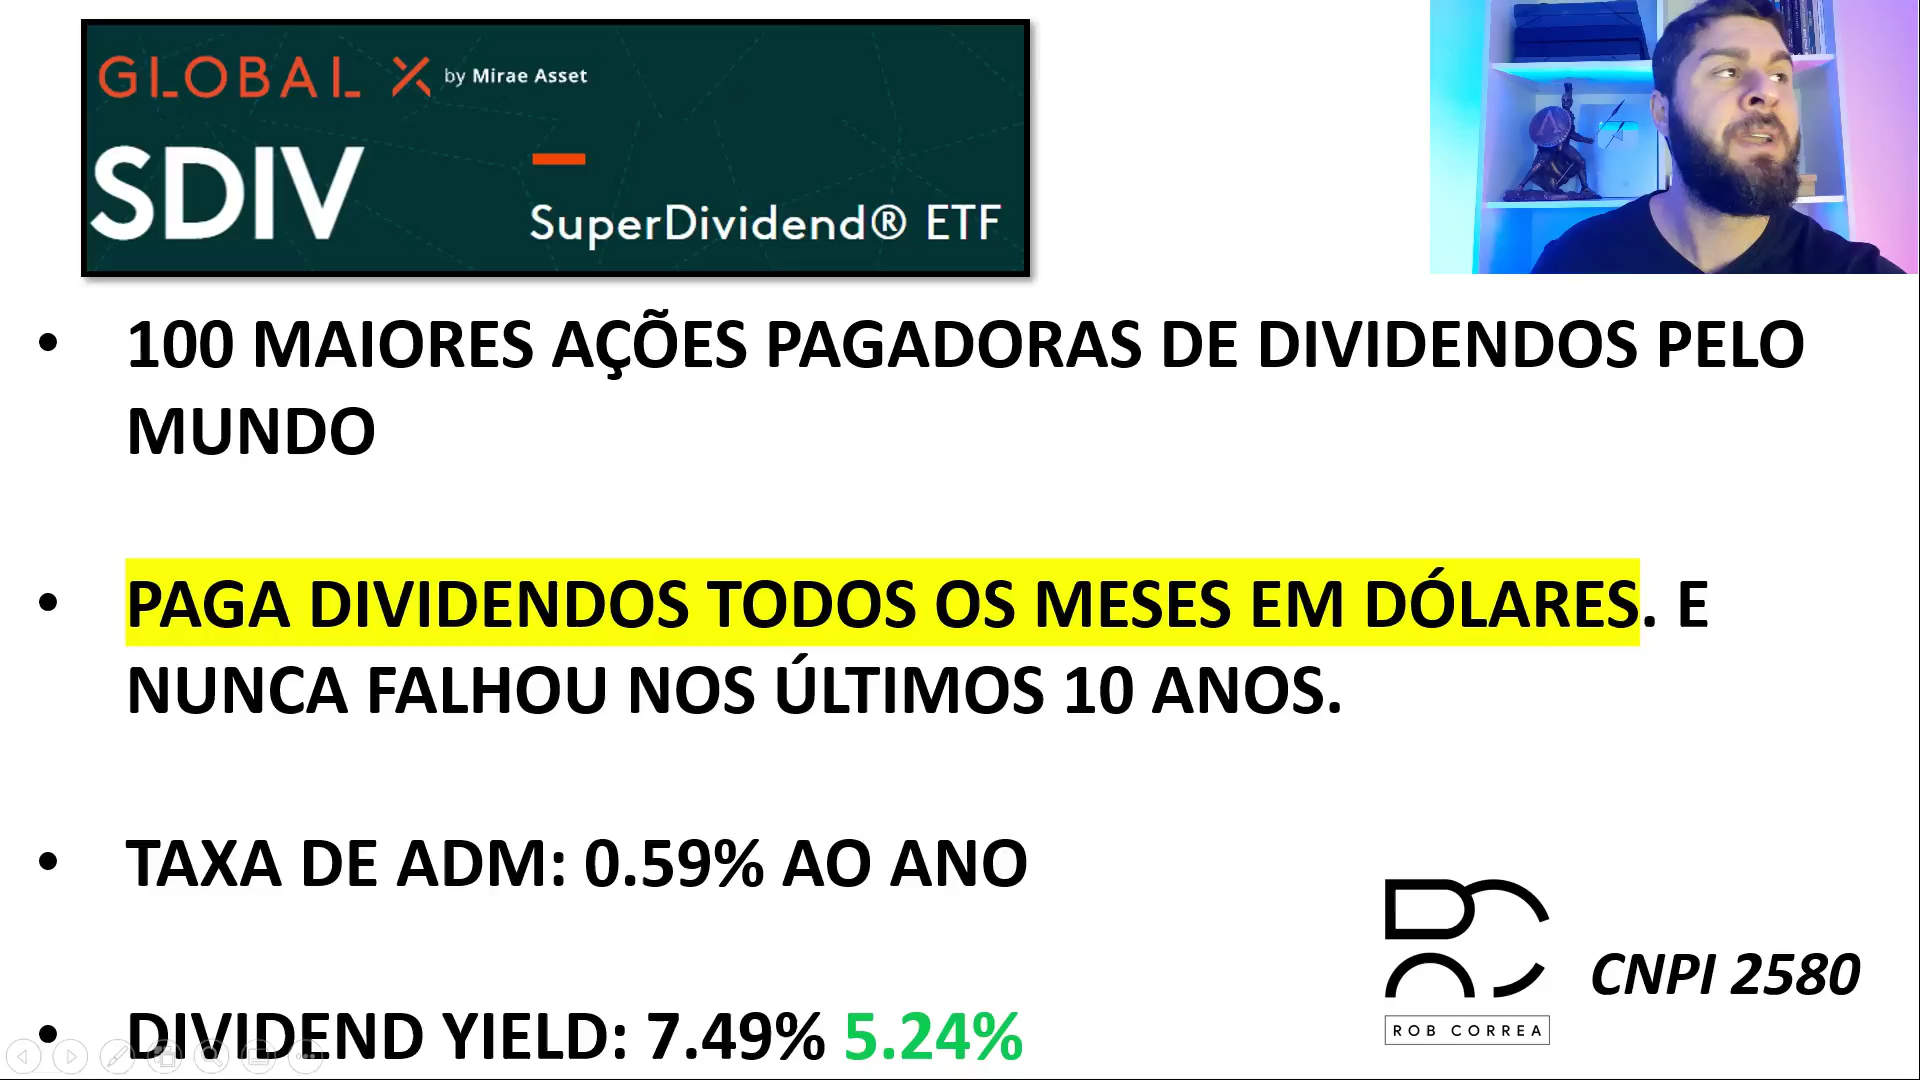 GLOBAL X by Mirae Asset
SDIV
SuperDividend® ETF
• 100 MAIORES AÇÕES PAGADORAS DE DIVIDENDOS PELO
MUNDO
• PAGA DIVIDENDOS TODOS OS MESES EM DÓLARES. E
NUNCA FALHOU NOS ÚLTIMOS 10 ANOS.
• TAXA DE ADM: 0.59% AO ANO
• DIVIDEND YIELD: 7.49% 5.24%
RC
ROB CORREA
CNPI 2580